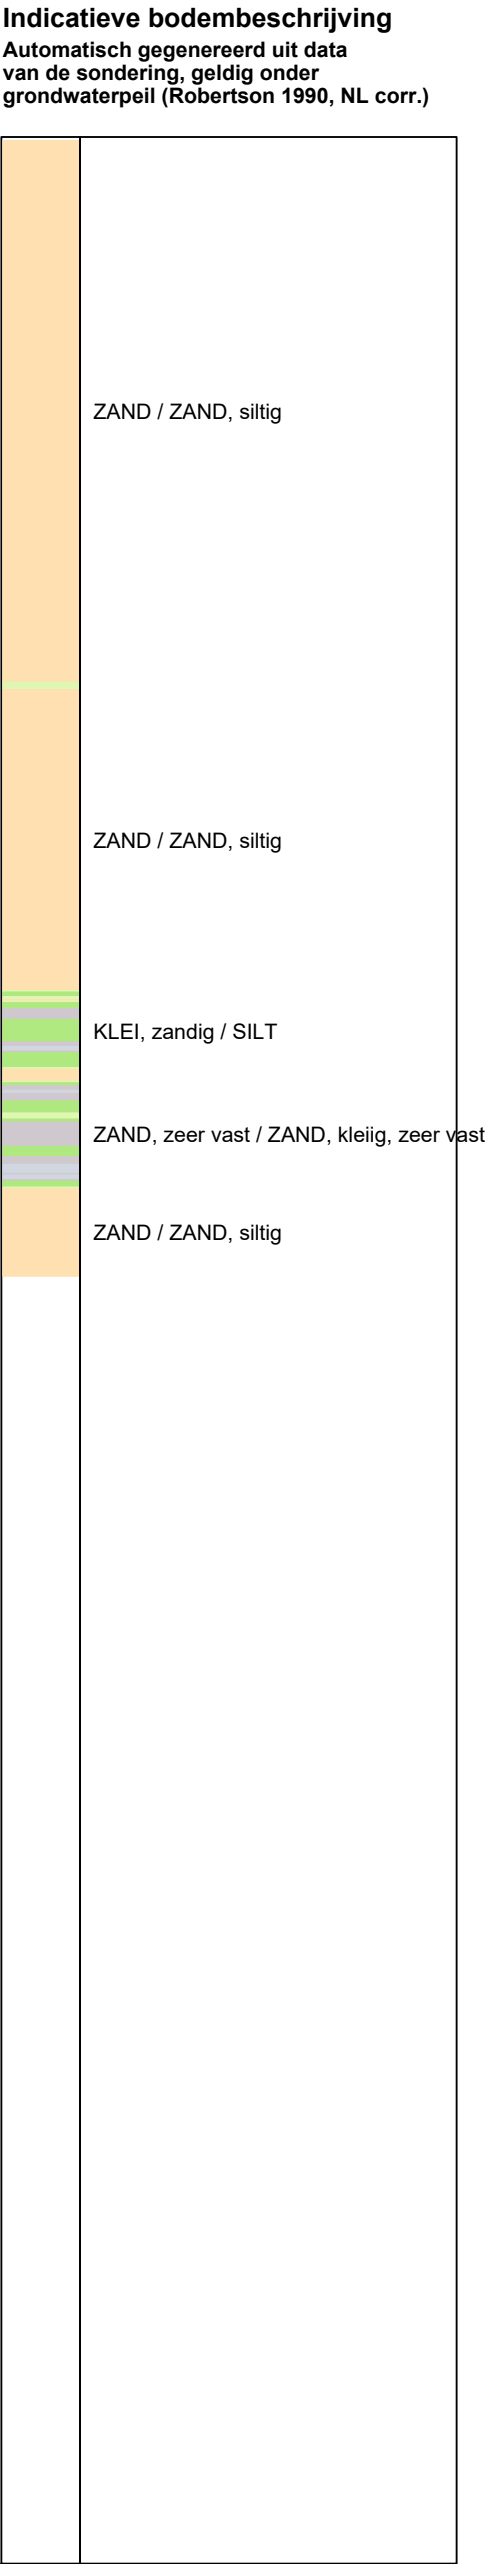 Indicatieve bodembeschrijving
Automatisch gegenereerd uit data
van de sondering, geldig onder
grondwaterpeil (Robertson 1990, NL corr.)
ZAND / ZAND, siltig
ZAND / ZAND, siltig
KLEI, zandig / SILT
ZAND, zeer vast / ZAND, kleiig, zeer vast
ZAND / ZAND, siltig